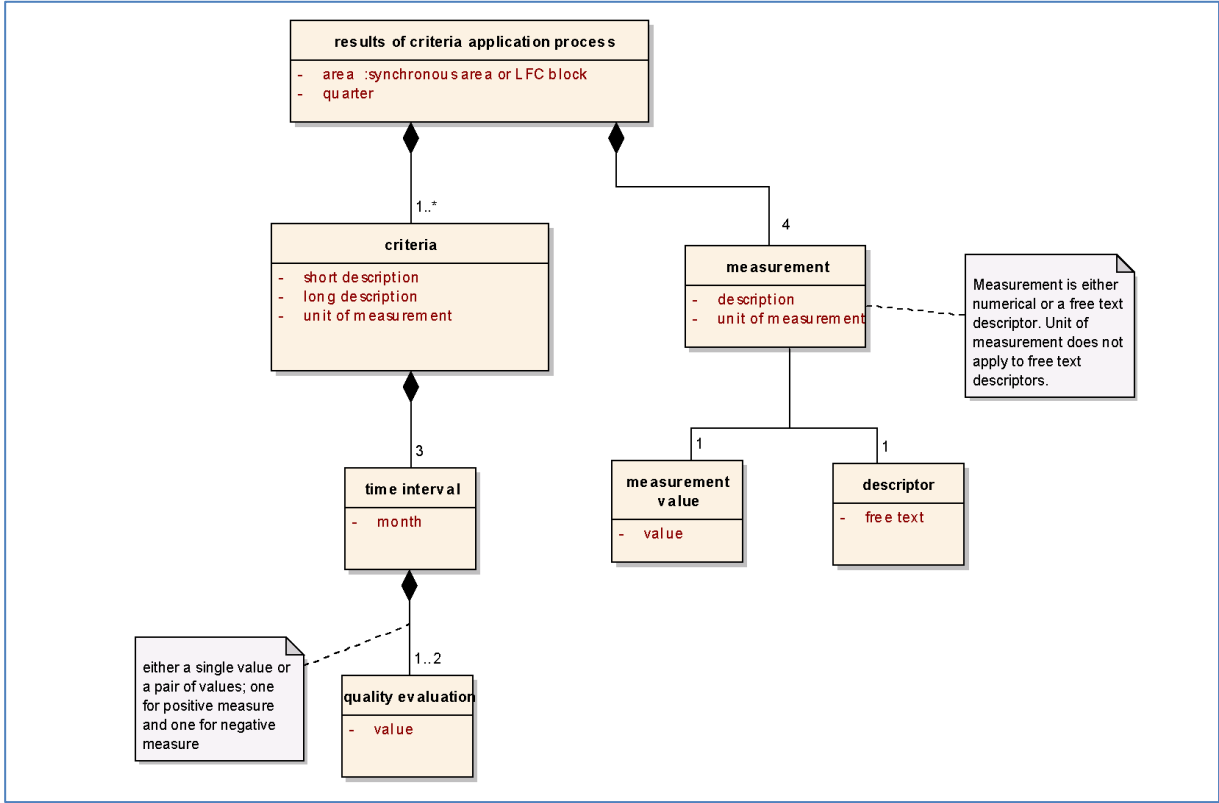 results of criteria application process
- area :synchronous area or LFC block
- quarter
1..*
4
criteria
- short description
- long description
- unit of measurement
measurement
- description
- unit of measurement
Measurement is either
numerical or a free text
descriptor. Unit of
measurement does not
apply to free text
descriptors.
3
1
1
time interval
- month
measurement
value
- value
descriptor
- free text
either a single value or
a pair of values; one
for positive measure
and one for negative
measure
1..2
quality evaluation
- value